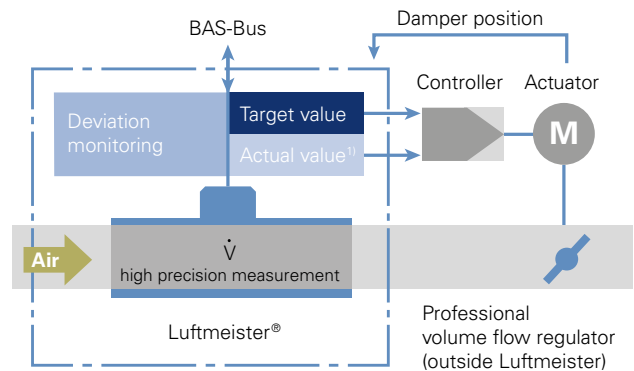 BAS-Bus
Damper position
Controller
Actuator
Deviation
monitoring
Target value
Actual value¹⁾
M
Air
V̇
high precision measurement
Luftmeister®
Professional
volume flow regulator
(outside Luftmeister)